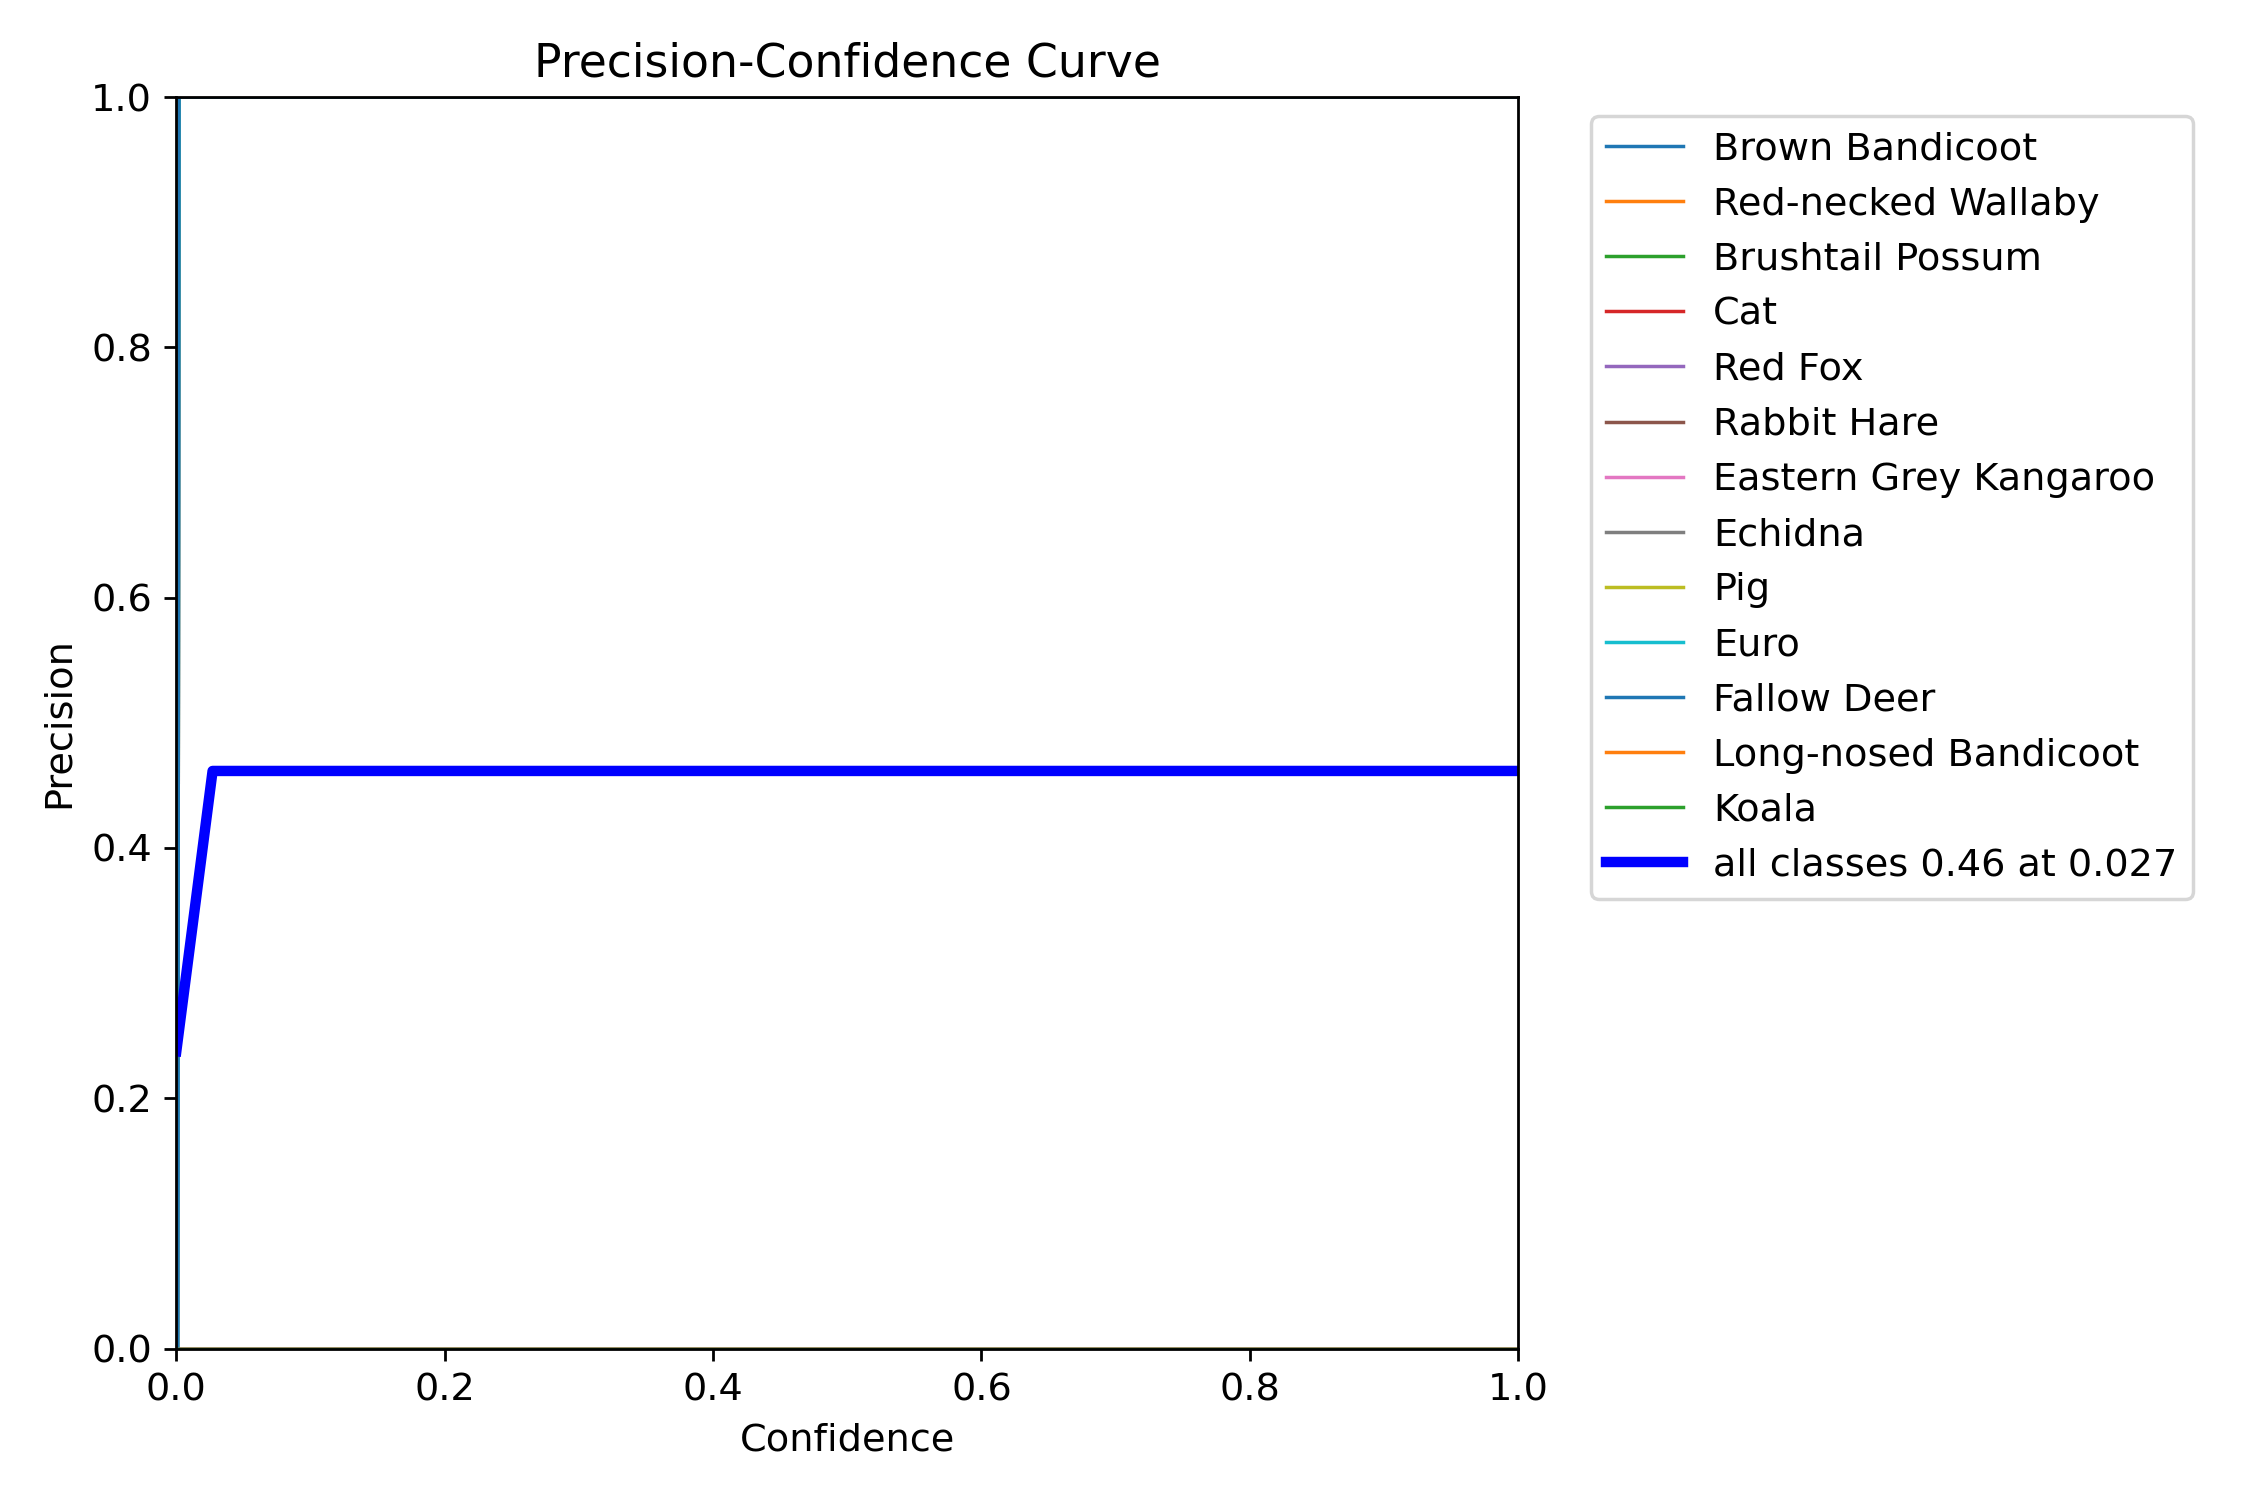 Precision-Confidence Curve
1.0
0.8
0.6
0.4
0.2
0.0
Precision
0.0 0.2 0.4 0.6 0.8 1.0
Confidence
Brown Bandicoot
Red-necked Wallaby
Brushtail Possum
Cat
Red Fox
Rabbit Hare
Eastern Grey Kangaroo
Echidna
Pig
Euro
Fallow Deer
Long-nosed Bandicoot
Koala
all classes 0.46 at 0.027